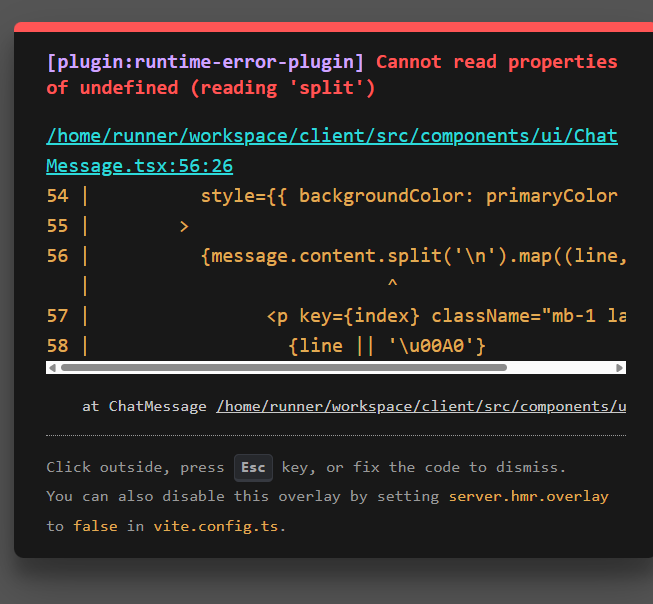 [plugin:runtime-error-plugin] Cannot read properties
of undefined (reading 'split')
/home/runner/workspace/client/src/components/ui/Chat
Message.tsx:56:26
54 |          style={{ backgroundColor: primaryColor
55 |        >
56 |          {message.content.split('\n').map((line,
   |                           ^
57 |                <p key={index} className="mb-1 la
58 |                  {line || '\u00A0'}
at ChatMessage /home/runner/workspace/client/src/components/u
Click outside, press Esc key, or fix the code to dismiss.
You can also disable this overlay by setting server.hmr.overlay
to false in vite.config.ts.